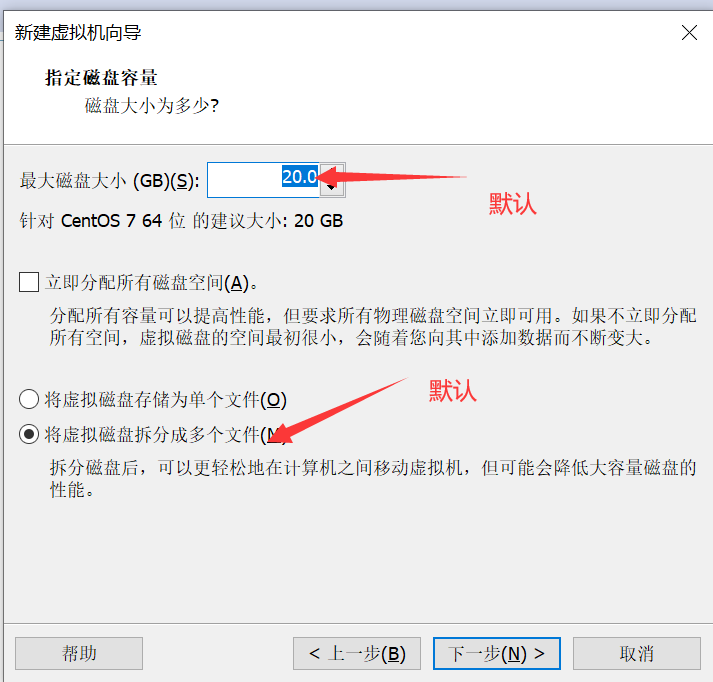 新建虚拟机向导
指定磁盘容量
磁盘大小为多少?
最大磁盘大小 (GB)(S): 20.0
默认
针对 CentOS 7 64 位 的建议大小: 20 GB
立即分配所有磁盘空间(A)。
分配所有容量可以提高性能，但要求所有物理磁盘空间立即可用。如果不立即分配
所有空间，虚拟磁盘的空间最初很小，会随着您向其中添加数据而不断变大。
默认
将虚拟磁盘存储为单个文件(O)
将虚拟磁盘拆分成多个文件(M)
拆分磁盘后，可以更轻松地在计算机之间移动虚拟机，但可能会降低大容量磁盘的
性能。
帮助
< 上一步(B)
下一步(N) >
取消